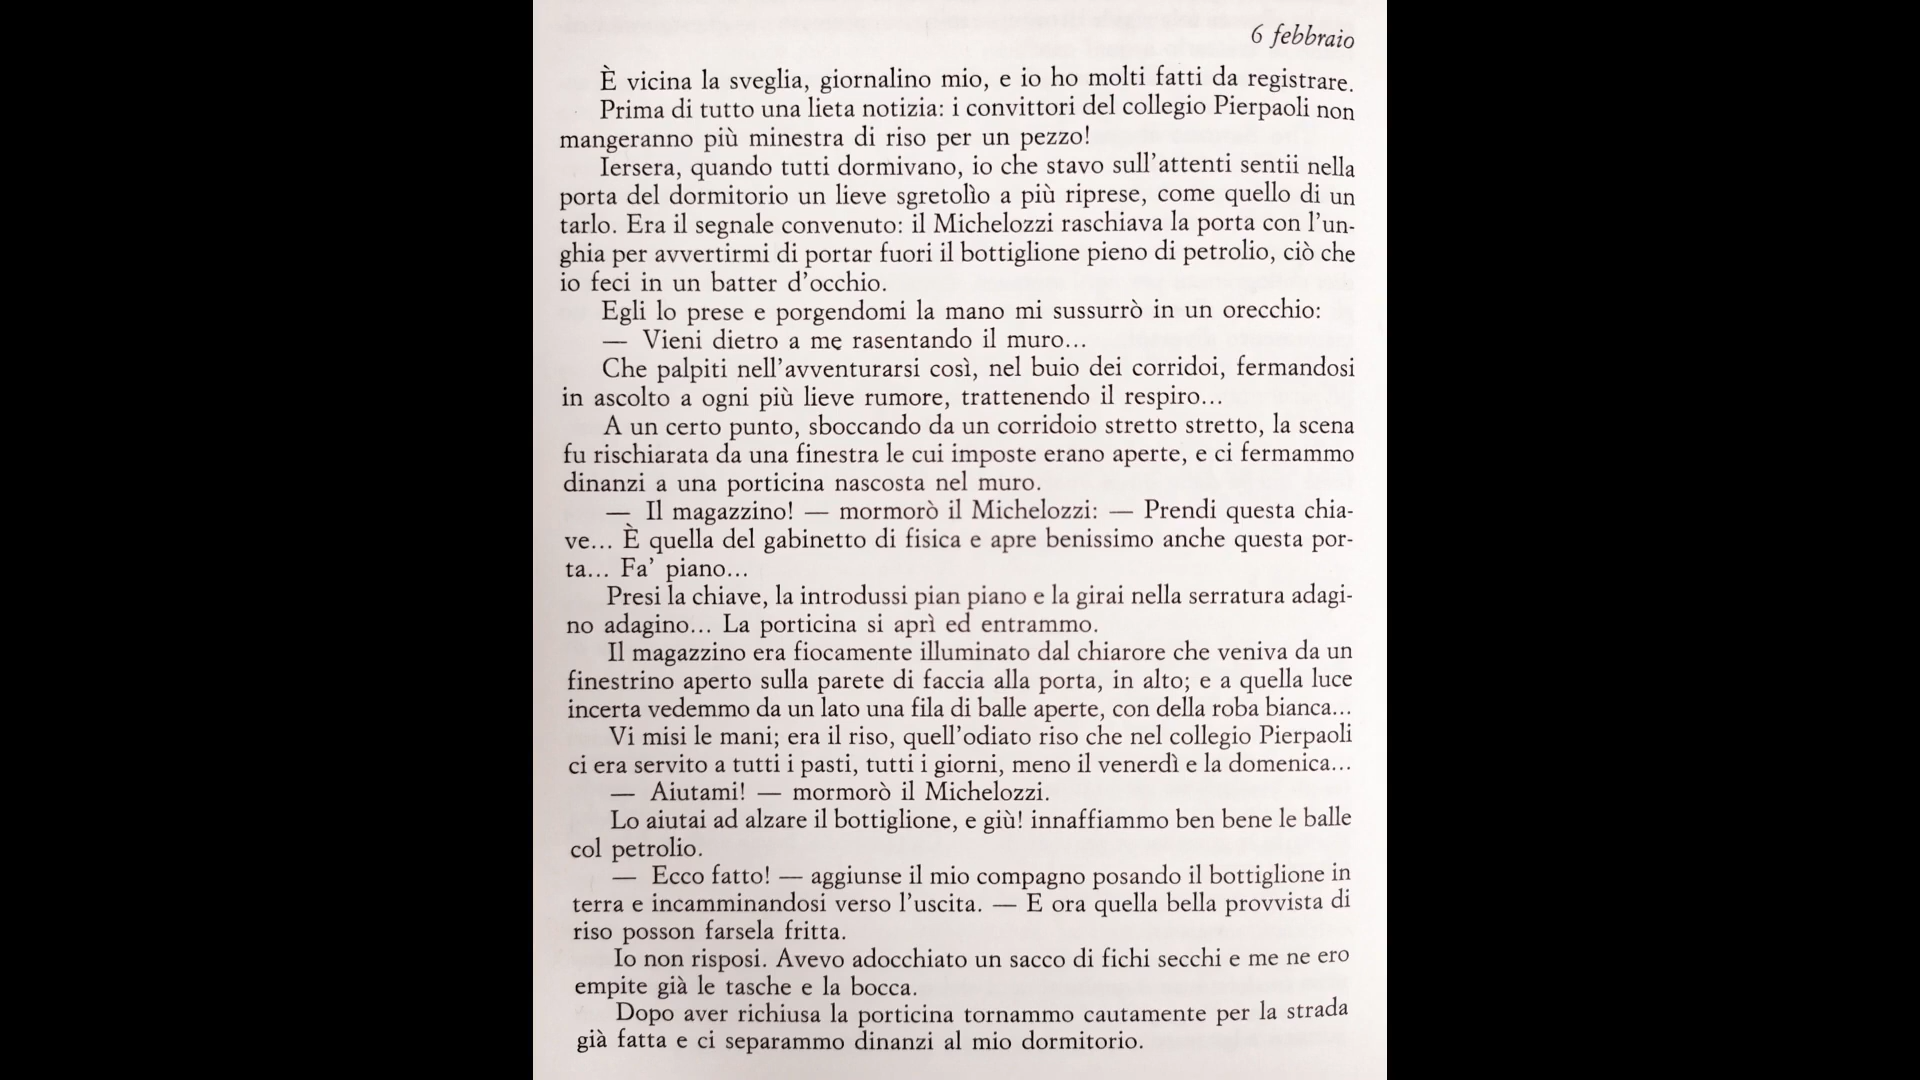 6 febbraio
È vicina la sveglia, giornalino mio, e io ho molti fatti da registrare.
Prima di tutto una lieta notizia: i convittori del collegio Pierpaoli non
mangeranno più minestra di riso per un pezzo!
Iersera, quando tutti dormivano, io che stavo sull'attenti sentii nella
porta del dormitorio un lieve sgretolìo a più riprese, come quello di un
tarlo. Era il segnale convenuto: il Michelozzi raschiava la porta con l'un-
ghia per avvertirmi di portar fuori il bottiglione pieno di petrolio, ciò che
io feci in un batter d'occhio.
Egli lo prese e porgendomi la mano mi sussurrò in un orecchio:
— Vieni dietro a me rasentando il muro...
Che palpiti nell'avventurarsi così, nel buio dei corridoi, fermandosi
in ascolto a ogni più lieve rumore, trattenendo il respiro...
A un certo punto, sboccando da un corridoio stretto stretto, la scena
fu rischiarata da una finestra le cui imposte erano aperte, e ci fermammo
dinanzi a una porticina nascosta nel muro.
— Il magazzino! — mormorò il Michelozzi: — Prendi questa chia-
ve... È quella del gabinetto di fisica e apre benissimo anche questa por-
ta... Fa' piano...
Presi la chiave, la introdussi pian piano e la girai nella serratura adagi-
no adagino... La porticina si aprì ed entrammo.
Il magazzino era fiocamente illuminato dal chiarore che veniva da un
finestrino aperto sulla parete di faccia alla porta, in alto; e a quella luce
incerta vedemmo da un lato una fila di balle aperte, con della roba bianca...
Vi misi le mani; era il riso, quell'odiato riso che nel collegio Pierpaoli
ci era servito a tutti i pasti, tutti i giorni, meno il venerdì e la domenica...
— Aiutami! — mormorò il Michelozzi.
Lo aiutai ad alzare il bottiglione, e giù! innaffiammo ben bene le balle
col petrolio.
— Ecco fatto! — aggiunse il mio compagno posando il bottiglione in
terra e incamminandosi verso l'uscita. — E ora quella bella provvista di
riso posson farsela fritta.
Io non risposi. Avevo adocchiato un sacco di fichi secchi e me ne ero
empite già le tasche e la bocca.
Dopo aver richiusa la porticina tornammo cautamente per la strada
già fatta e ci separammo dinanzi al mio dormitorio.